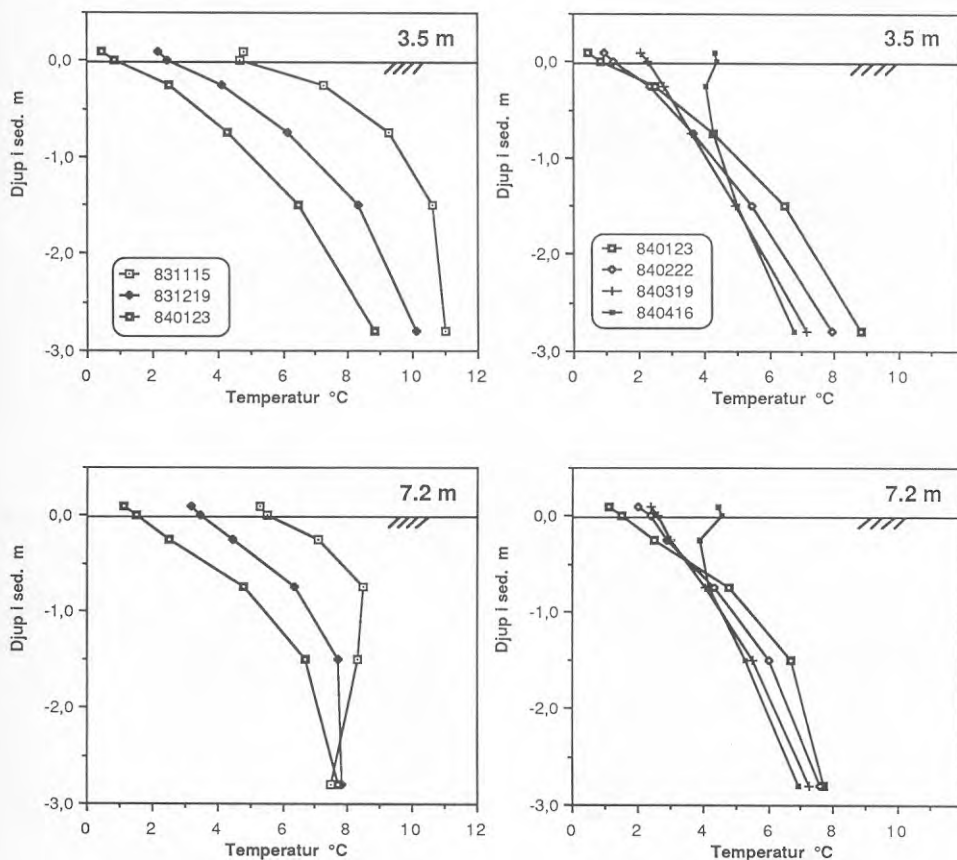 3.5 m
0,0
-1,0
-2,0
-3,0
Djup i sed. m
831115
831219
840123
0 2 4 6 8 10 12
Temperatur °C
3.5 m
0,0
-1,0
-2,0
-3,0
Djup i sed. m
840123
840222
840319
840416
0 2 4 6 8 10
Temperatur °C
7.2 m
0,0
-1,0
-2,0
-3,0
Djup i sed. m
0 2 4 6 8 10 12
Temperatur °C
7.2 m
0,0
-1,0
-2,0
-3,0
Djup i sed. m
0 2 4 6 8 10
Temperatur °C